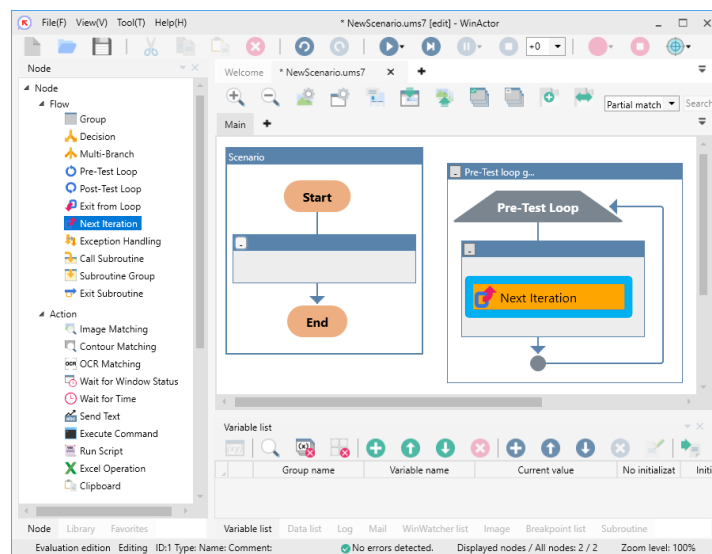 File(F) View(V) Tool(T) Help(H)
* NewScenario.ums7 [edit] - WinActor
+0
Node
Node
Flow
Group
Decision
Multi-Branch
Pre-Test Loop
Post-Test Loop
Exit from Loop
Next Iteration
Exception Handling
Call Subroutine
Subroutine Group
Exit Subroutine
Action
Image Matching
Contour Matching
OCR OCR Matching
Wait for Window Status
Wait for Time
Send Text
Execute Command
Run Script
Excel Operation
Clipboard
Node Library Favorites
Welcome * NewScenario.ums7
Partial match Search
Main
Scenario
Start
End
Pre-Test loop g...
Pre-Test Loop
Next Iteration
Variable list
Group name Variable name Current value No initializat Initi
Variable list Data list Log Mail WinWatcher list Image Breakpoint list Subroutine
Evaluation edition Editing ID:1 Type: Name: Comment: No errors detected. Displayed nodes / All nodes: 2 / 2 Zoom level: 100%